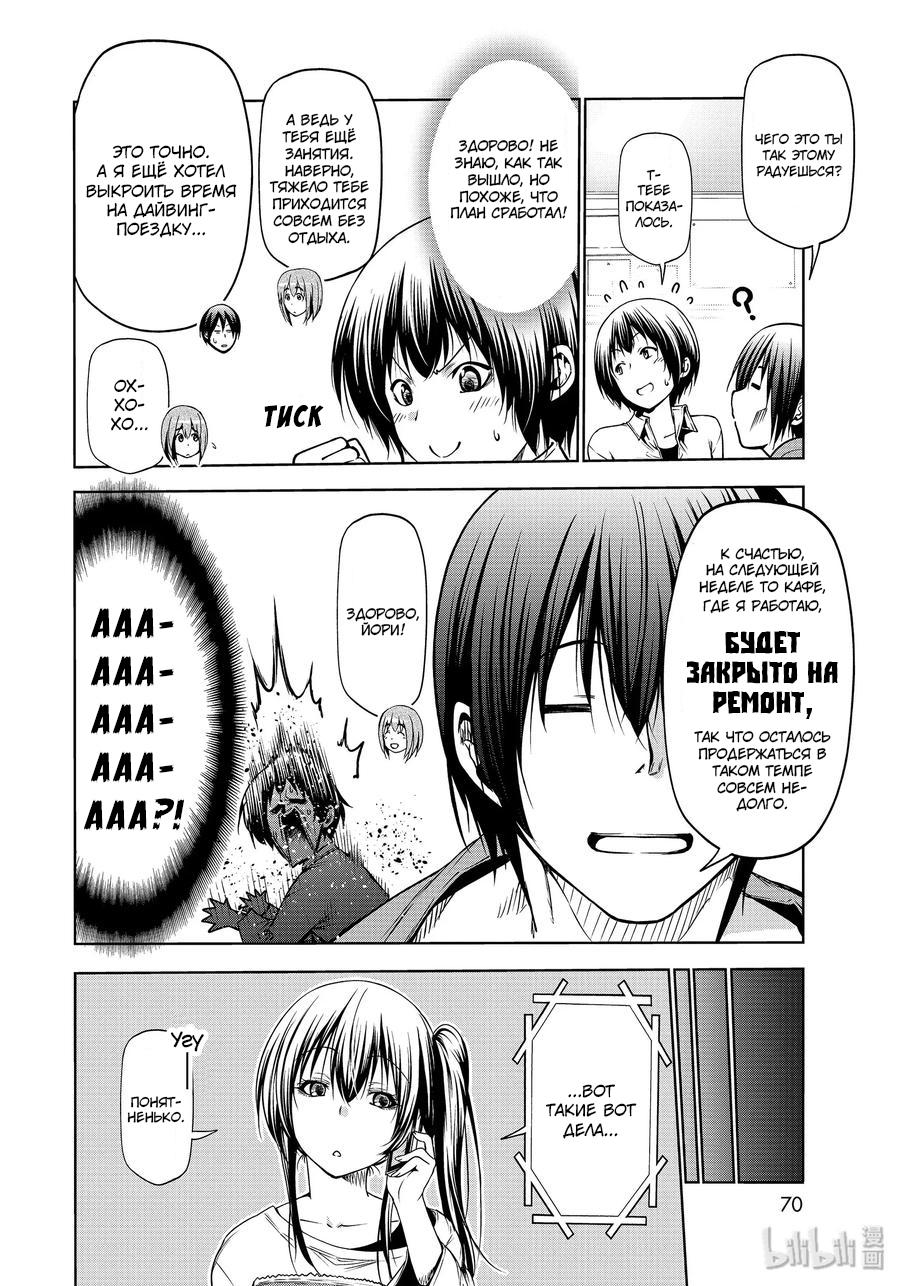 ЧЕГО ЭТО ТЫ
ТАК ЭТОМУ
РАДУЕШЬСЯ?
Т-
ТЕБЕ
ПОКАЗА-
ЛОСЬ.
?
ЗДОРОВО! НЕ
ЗНАЮ, КАК ТАК
ВЫШЛО, НО
ПОХОЖЕ, ЧТО
ПЛАН СРАБОТАЛ!
ТИСК
А ВЕДЬ У
ТЕБЯ ЕЩЁ
ЗАНЯТИЯ.
НАВЕРНО,
ТЯЖЕЛО ТЕБЕ
ПРИХОДИТСЯ
СОВСЕМ БЕЗ
ОТДЫХА.
ЭТО ТОЧНО.
А Я ЕЩЁ ХОТЕЛ
ВЫКРОИТЬ ВРЕМЯ
НА ДАЙВИНГ-
ПОЕЗДКУ...
ОХ-
ХО-
ХО...
К СЧАСТЬЮ,
НА СЛЕДУЮЩЕЙ
НЕДЕЛЕ ТО КАФЕ,
ГДЕ Я РАБОТАЮ,
БУДЕТ
ЗАКРЫТО НА
РЕМОНТ,
ТАК ЧТО ОСТАЛОСЬ
ПРОДЕРЖАТЬСЯ В
ТАКОМ ТЕМПЕ
СОВСЕМ НЕ-
ДОЛГО.
ЗДОРОВО,
ЙОРИ!
ААА-
ААА-
ААА-
ААА-
ААА?!
...ВОТ
ТАКИЕ ВОТ
ДЕЛА...
УГУ
ПОНЯТ-
НЕНЬКО.
70
bilibili 漫画